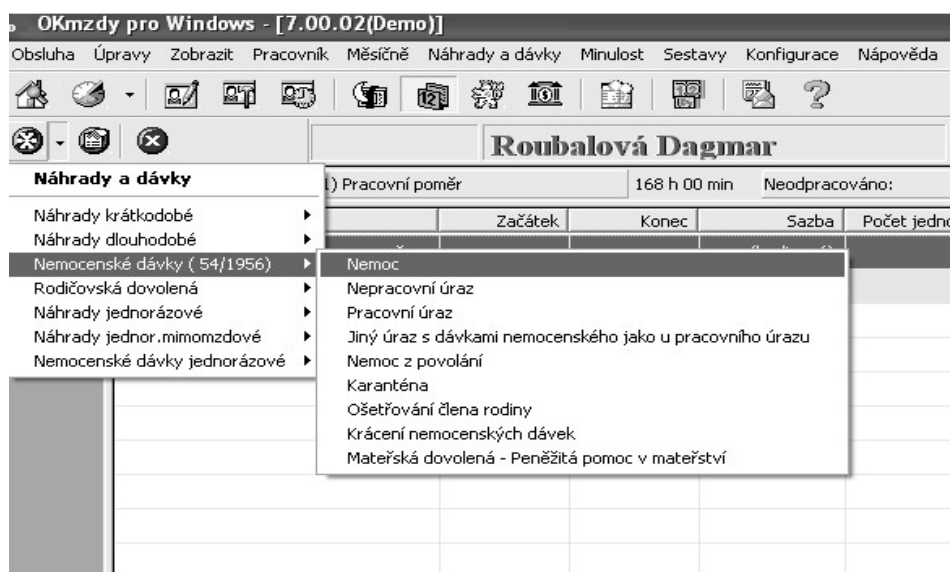 OKmzdy pro Windows - [7.00.02(Demo)]
Obsluha Úpravy Zobrazit Pracovník Měsíčně Náhrady a dávky Minulost Sestavy Konfigurace Nápověda
Roubalová Dagmar
Náhrady a dávky
1) Pracovní poměr 168 h 00 min Neodpracováno:
Začátek Konec Sazba Počet jedno
Náhrady krátkodobé
Náhrady dlouhodobé
Nemocenské dávky ( 54/1956)
Rodičovská dovolená
Náhrady jednorázové
Náhrady jednor.mimomzdové
Nemocenské dávky jednorázové
Nemoc
Nepracovní úraz
Pracovní úraz
Jiný úraz s dávkami nemocenského jako u pracovního úrazu
Nemoc z povolání
Karanténa
Ošetřování člena rodiny
Krácení nemocenských dávek
Mateřská dovolená - Peněžitá pomoc v mateřství